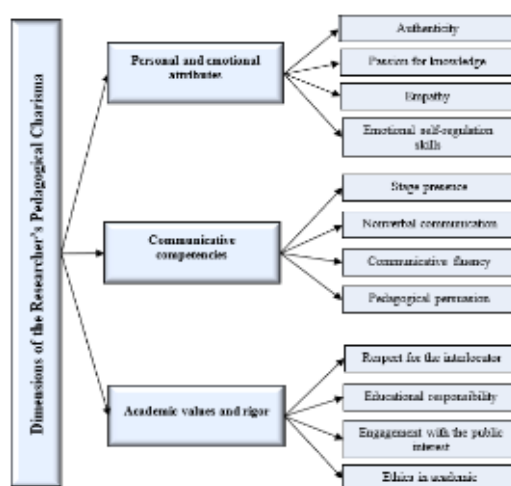 Dimensions of the Researcher's Pedagogical Charisma
Personal and emotional
attributes
Authenticity
Passion for knowledge
Empathy
Emotional self-regulation
skills
Communicative
competencies
Stage presence
Nonverbal communication
Communicative fluency
Pedagogical persuasion
Academic values and rigor
Respect for the interlocutor
Educational responsibility
Engagement with the public
interest
Ethics in academic